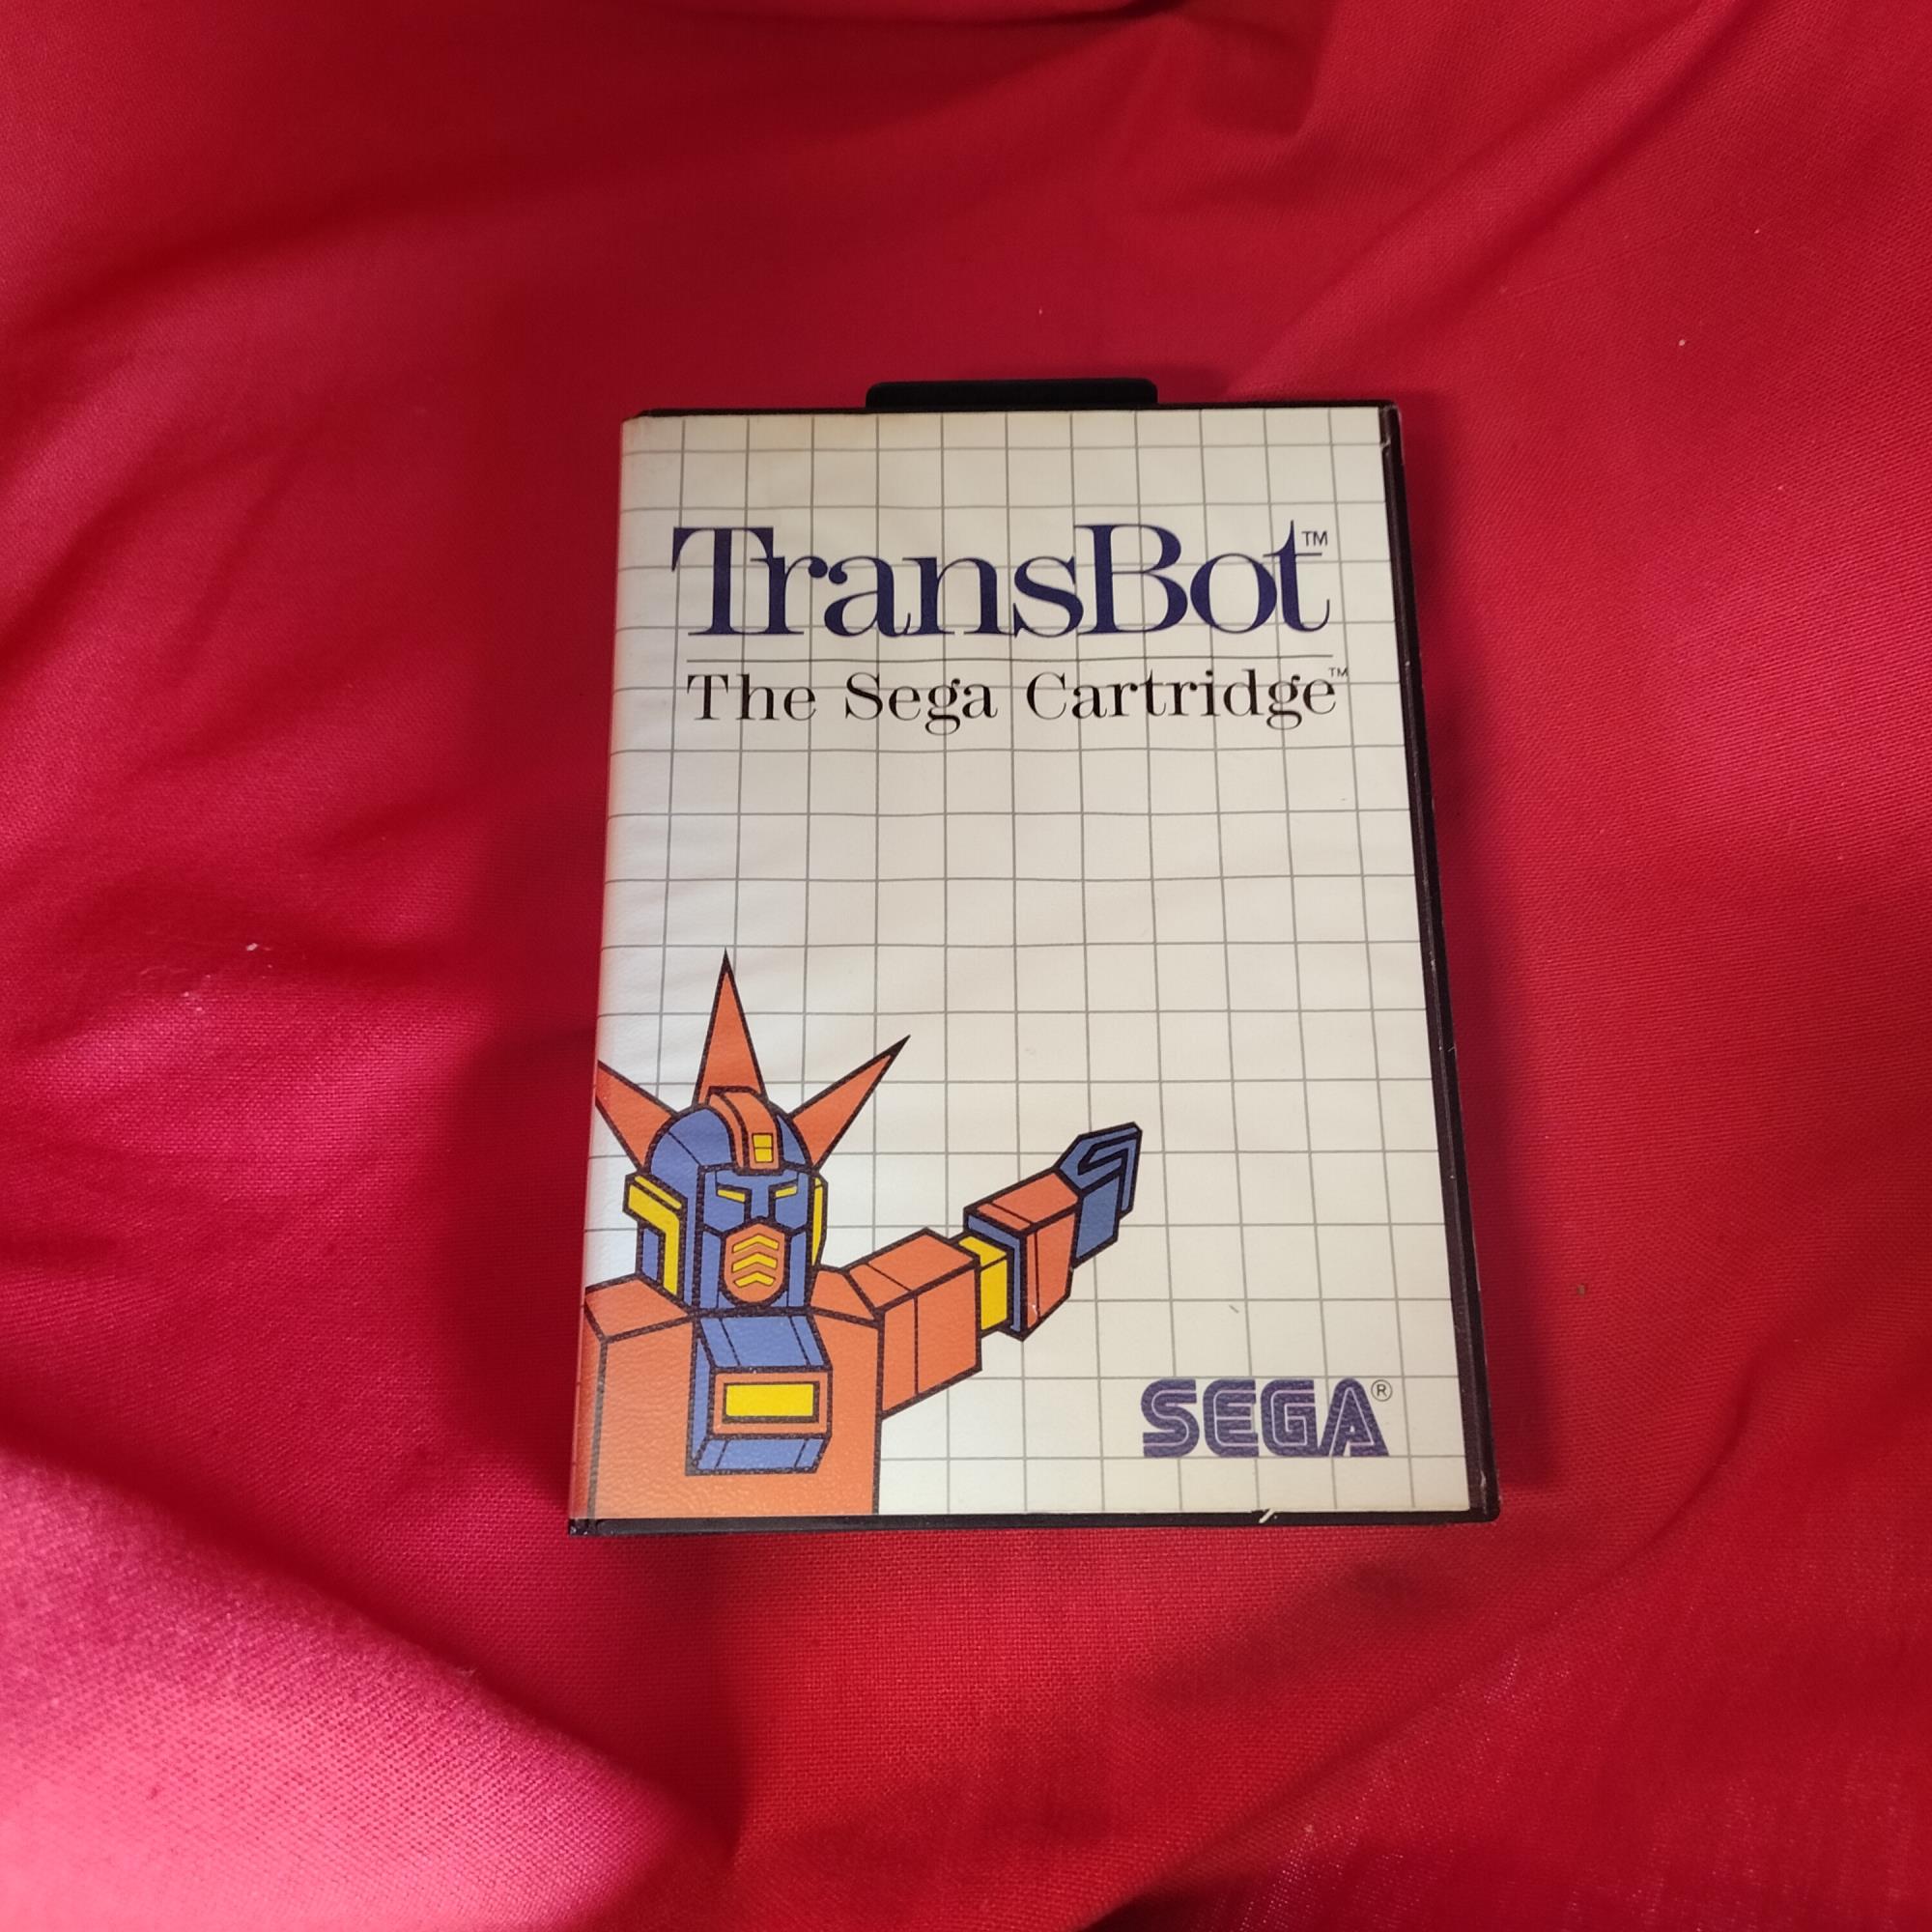 TransBot™
The Sega Cartridge™
SEGA®